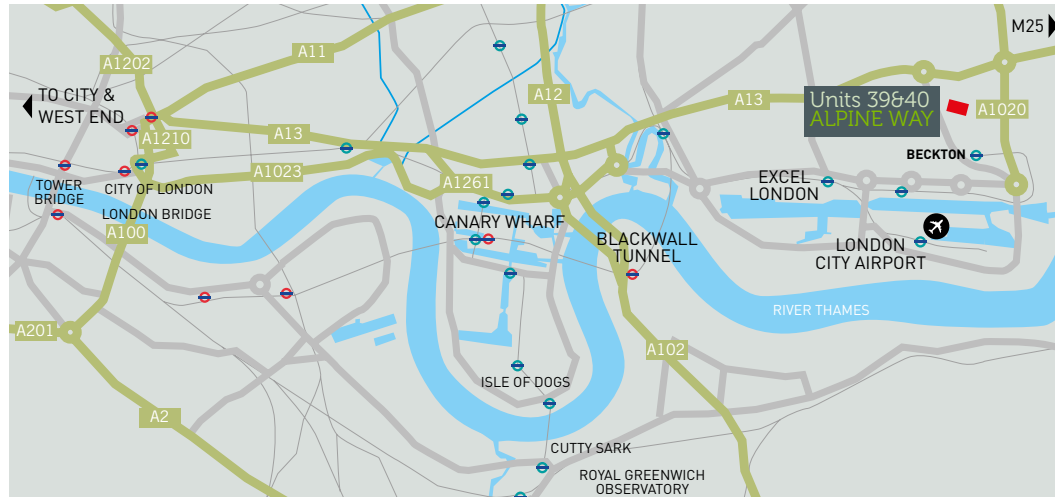 M25
A1202
A11
TO CITY &
WEST END
A12
A13
Units 39&40
ALPINE WAY
A1020
A1210
A13
BECKTON
A1023
A1261
EXCEL
LONDON
TOWER
BRIDGE
CITY OF LONDON
LONDON BRIDGE
A100
CANARY WHARF
BLACKWALL
TUNNEL
LONDON
CITY AIRPORT
RIVER THAMES
A201
A102
ISLE OF DOGS
A2
CUTTY SARK
ROYAL GREENWICH
OBSERVATORY